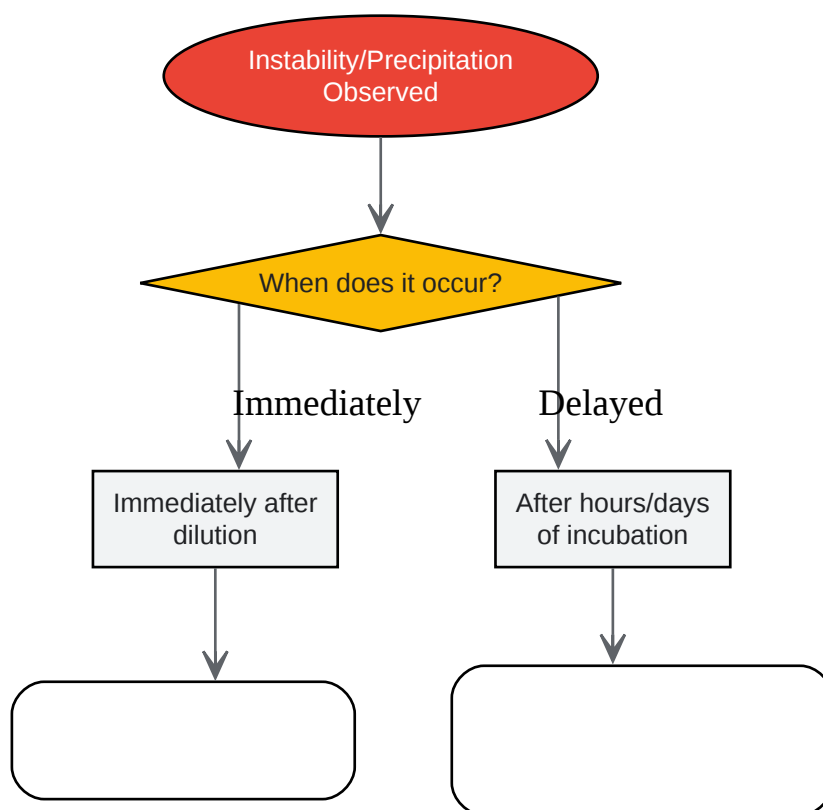 Instability/Precipitation
Observed
When does it occur?
Immediately
Delayed
Immediately after
dilution
After hours/days
of incubation